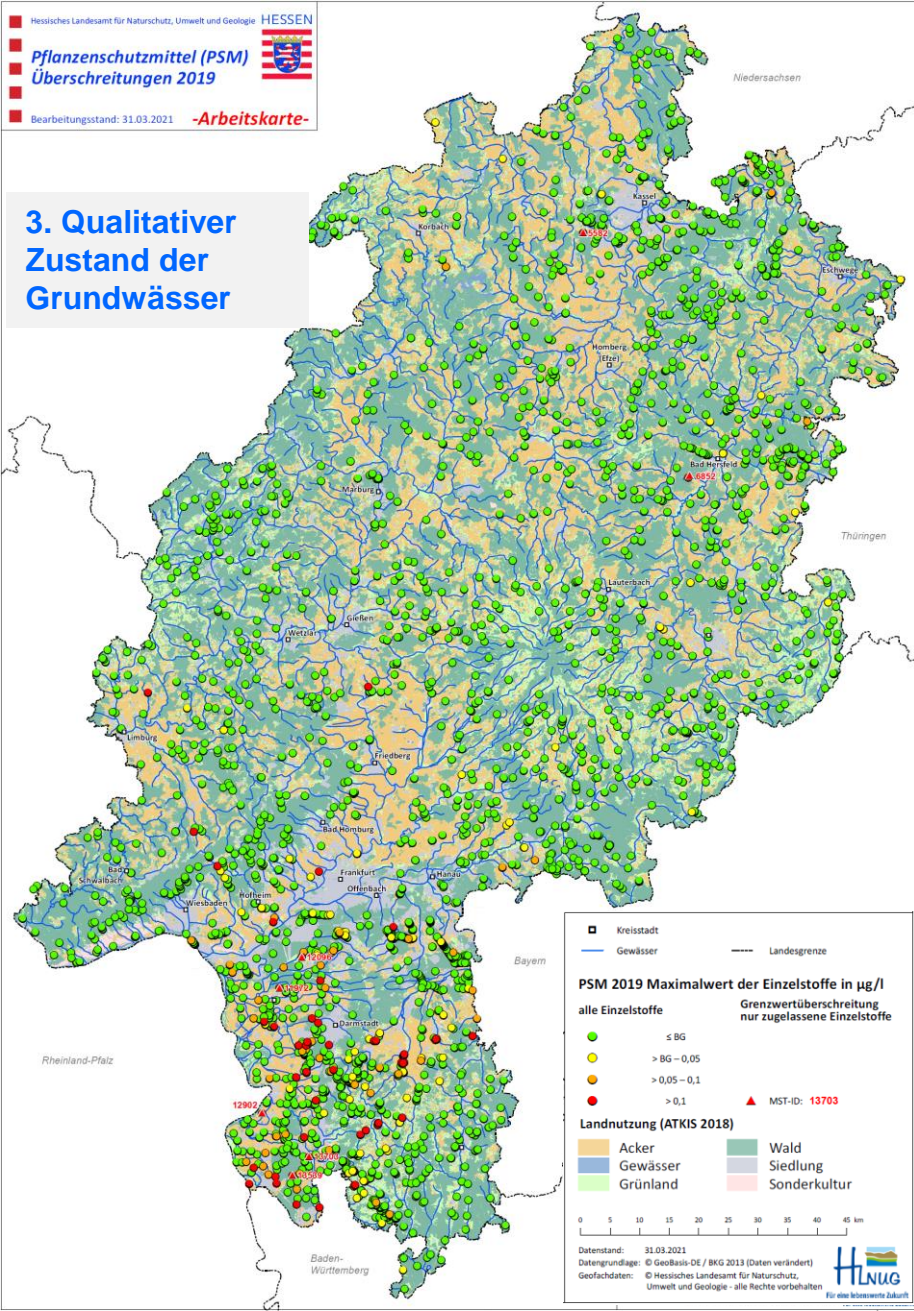 Hessisches Landesamt für Naturschutz, Umwelt und Geologie
HESSEN
Pflanzenschutzmittel (PSM)
Überschreitungen 2019
Bearbeitungsstand: 31.03.2021
-Arbeitskarte-
3. Qualitativer
Zustand der
Grundwässer
Niedersachsen
Kassel
5582
Korbach
Eschwege
Homberg
(Efze)
Bad Hersfeld
6852
Marburg
Thüringen
Lauterbach
Gießen
Wetzlar
Limburg
Friedberg
Bad Homburg
Bad
Schwalbach
Frankfurt
Hanau
Offenbach
Hofheim
Wiesbaden
12096
Bayern
Darmstadt
Rheinland-Pfalz
12902
Baden-
Württemberg
Kreisstadt
Gewässer
Landesgrenze
PSM 2019 Maximalwert der Einzelstoffe in µg/l
alle Einzelstoffe
Grenzwertüberschreitung
nur zugelassene Einzelstoffe
≤ BG
> BG – 0,05
> 0,05 – 0,1
> 0,1
MST-ID: 13703
Landnutzung (ATKIS 2018)
Acker
Wald
Gewässer
Siedlung
Grünland
Sonderkultur
0 5 10 15 20 25 30 35 40 45 km
Datenstand: 31.03.2021
Datengrundlage: © GeoBasis-DE / BKG 2013 (Daten verändert)
Geofachdaten: © Hessisches Landesamt für Naturschutz,
Umwelt und Geologie - alle Rechte vorbehalten
HLNUG
Für eine lebenswerte Zukunft